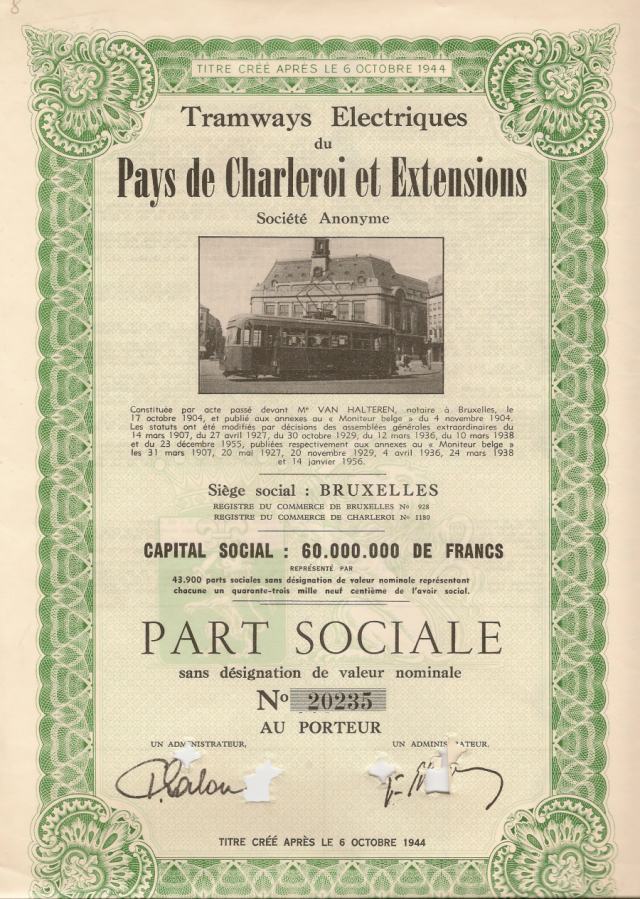 8
TITRE CRÉÉ APRÈS LE 6 OCTOBRE 1944
Tramways Electriques
du
Pays de Charleroi et Extensions
Société Anonyme
Constituée par acte passé devant Me VAN HALTEREN, notaire à Bruxelles, le
17 octobre 1904, et publié aux annexes au « Moniteur belge » du 4 novembre 1904.
Les statuts ont été modifiés par décisions des assemblées générales extraordinaires du
14 mars 1907, du 27 avril 1927, du 30 octobre 1929, du 12 mars 1936, du 10 mars 1938
et du 23 décembre 1955, publiées respectivement aux annexes au « Moniteur belge »
les 31 mars 1907, 20 mai 1927, 20 novembre 1929, 4 avril 1936, 24 mars 1938
et 14 janvier 1956.
Siège social : BRUXELLES
REGISTRE DU COMMERCE DE BRUXELLES No 928
REGISTRE DU COMMERCE DE CHARLEROI No 1180
CAPITAL SOCIAL : 60.000.000 DE FRANCS
REPRÉSENTÉ PAR
43.900 parts sociales sans désignation de valeur nominale représentant
chacune un quarante-trois mille neuf centième de l'avoir social.
PART SOCIALE
sans désignation de valeur nominale
No 20235
AU PORTEUR
UN ADMINISTRATEUR, UN ADMINISTRATEUR,
TITRE CRÉÉ APRÈS LE 6 OCTOBRE 1944